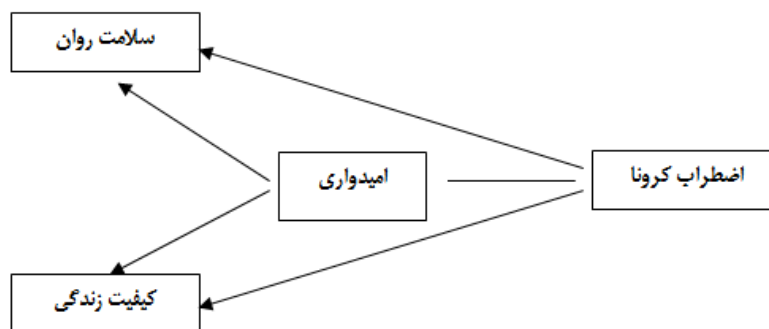 سلامت روان
اضطراب کرونا
امیدواری
کیفیت زندگی